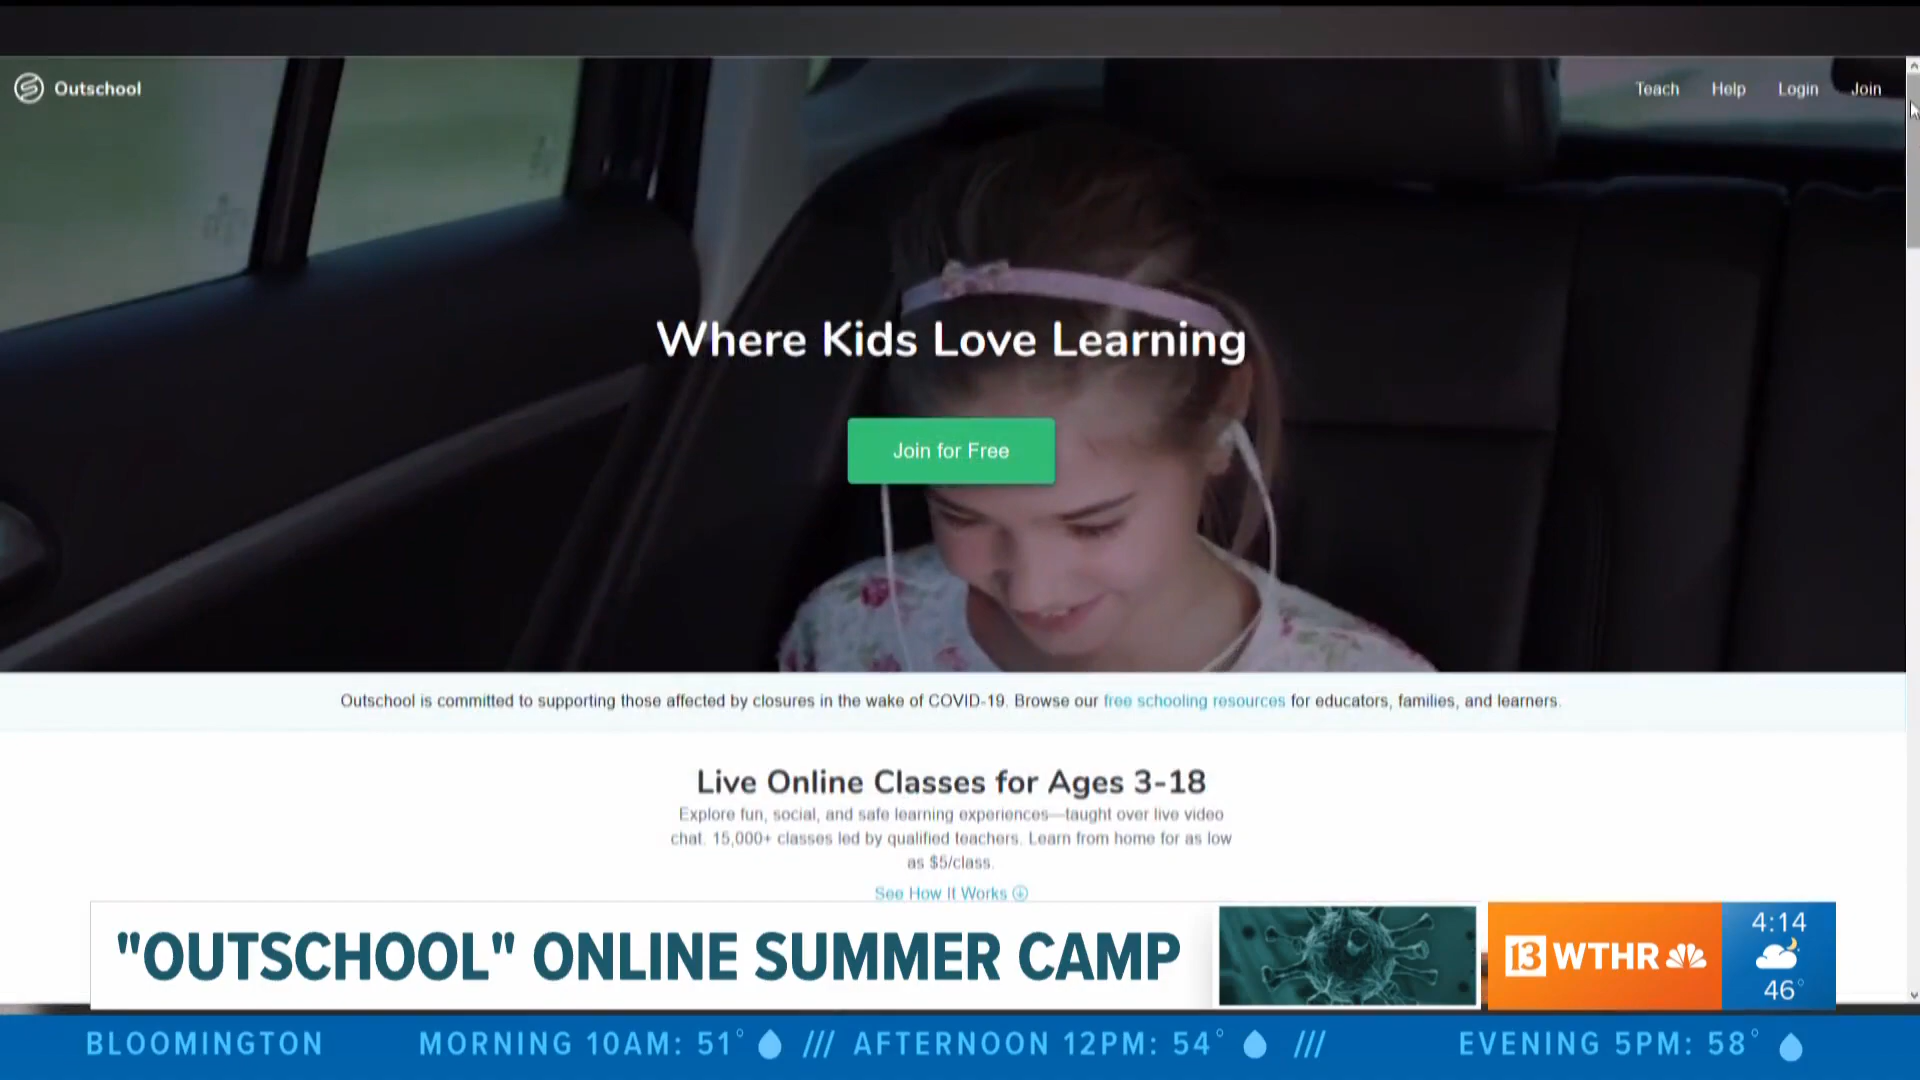 Outschool
Teach Help Login Join
Where Kids Love Learning
Join for Free
Outschool is committed to supporting those affected by closures in the wake of COVID-19. Browse our free schooling resources for educators, families, and learners.
Live Online Classes for Ages 3-18
Explore fun, social, and safe learning experiences—taught over live video
chat. 15,000+ classes led by qualified teachers. Learn from home for as low
as $5/class.
See How It Works
"OUTSCHOOL" ONLINE SUMMER CAMP
13 WTHR
4:14
46°
BLOOMINGTON MORNING 10AM: 51° /// AFTERNOON 12PM: 54° /// EVENING 5PM: 58°